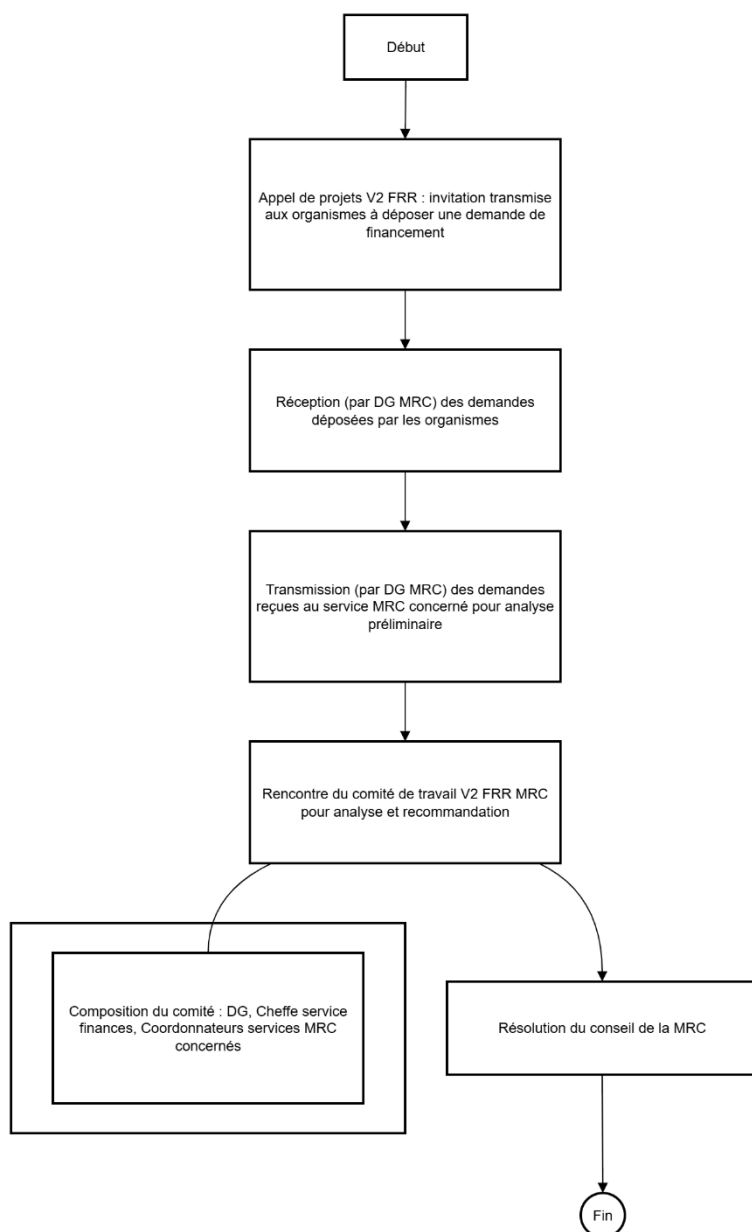 Début
Appel de projets V2 FRR : invitation transmise
aux organismes à déposer une demande de
financement
Réception (par DG MRC) des demandes
déposées par les organismes
Transmission (par DG MRC) des demandes
reçues au service MRC concerné pour analyse
préliminaire
Rencontre du comité de travail V2 FRR MRC
pour analyse et recommandation
Composition du comité : DG, Cheffe service
finances, Coordonnateurs services MRC
concernés
Résolution du conseil de la MRC
Fin